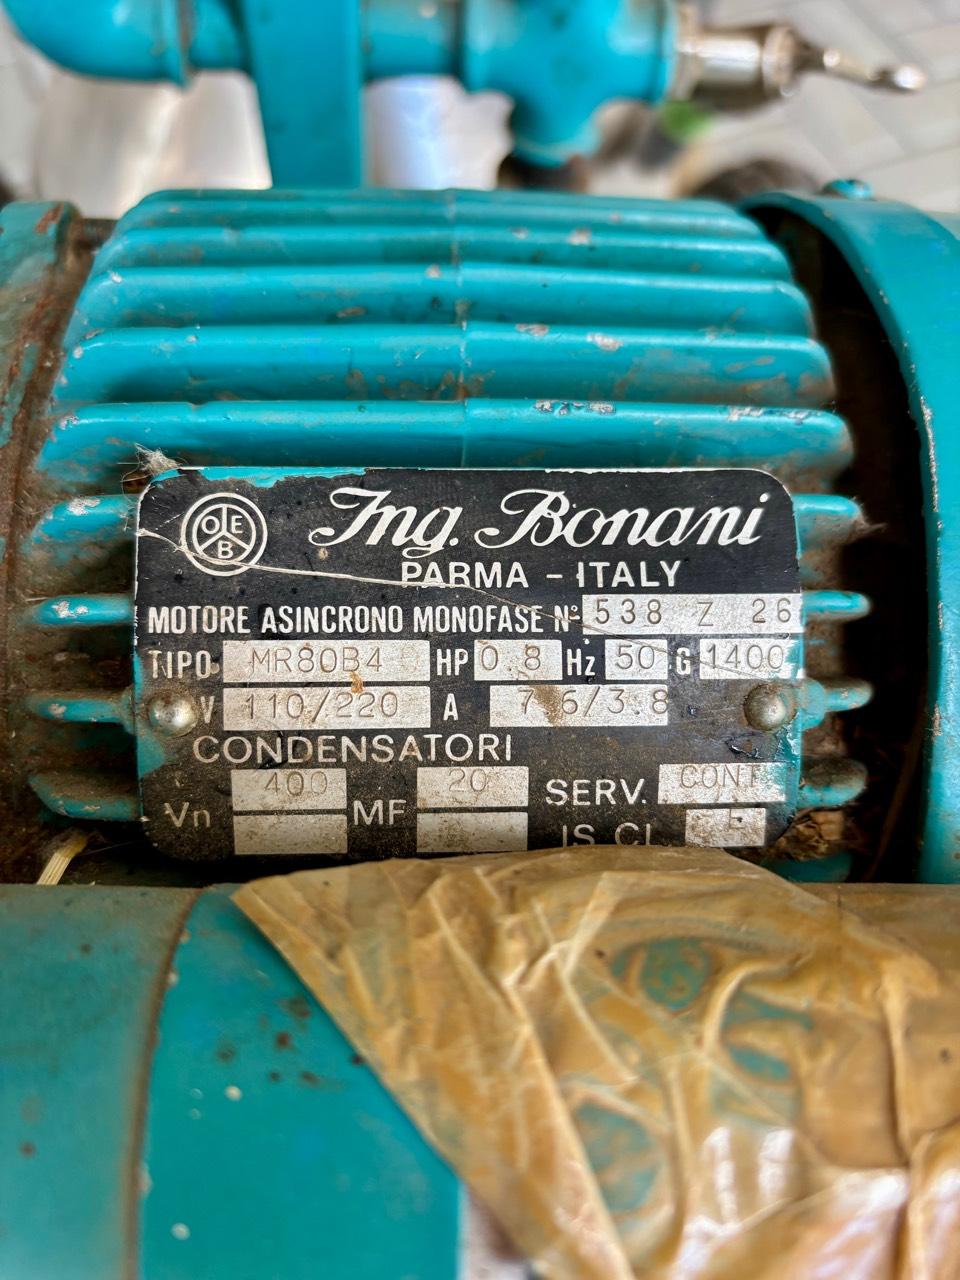 OEB
Ing. Bonani
PARMA - ITALY
MOTORE ASINCRONO MONOFASE N° 538 Z 26
TIPO MR80B4 HP 0.8 Hz 50 G 1400
V 110/220 A 7.6/3.8
CONDENSATORI
Vn 400 MF 20 SERV. CONT.
IS. CL.